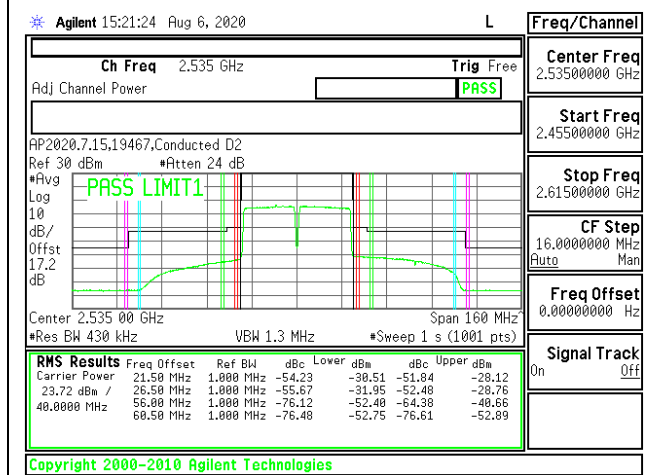 Agilent 15:21:24 Aug 6, 2020 L
Freq/Channel
Ch Freq 2.535 GHz Trig Free
Adj Channel Power PASS
Center Freq
2.53500000 GHz
Start Freq
2.45500000 GHz
AP2020.7.15,19467,Conducted D2
Ref 30 dBm #Atten 24 dB
#Avg
Log
10
dB/
Offst
17.2
dB
PASS LIMIT1
Stop Freq
2.61500000 GHz
CF Step
16.0000000 MHz
Auto Man
Freq Offset
0.00000000 Hz
Center 2.535 00 GHz Span 160 MHz
#Res BW 430 kHz VBW 1.3 MHz #Sweep 1 s (1001 pts)
Signal Track
On Off
RMS Results Freq Offset Ref BW dBc Lower dBm dBc Upper dBm
Carrier Power 21.50 MHz 1.000 MHz -54.23 -30.51 -51.84 -28.12
23.72 dBm / 26.50 MHz 1.000 MHz -55.67 -31.95 -52.48 -28.76
40.0000 MHz 56.00 MHz 1.000 MHz -76.12 -52.40 -64.38 -40.66
60.50 MHz 1.000 MHz -76.48 -52.75 -76.61 -52.89
Copyright 2000-2010 Agilent Technologies